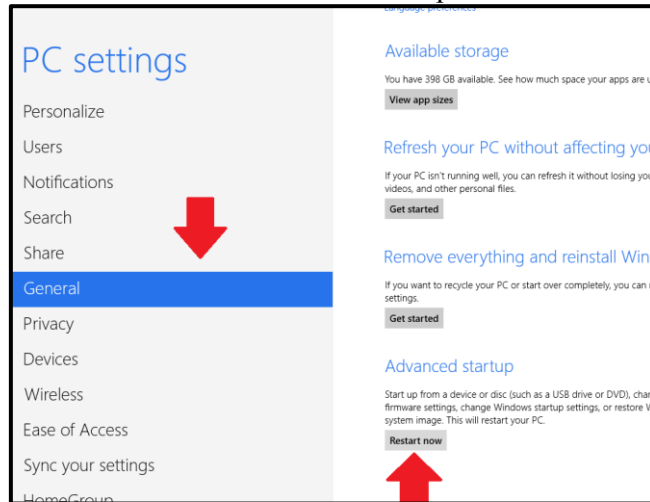 Language preferences
PC settings
Personalize
Users
Notifications
Search
Share
General
Privacy
Devices
Wireless
Ease of Access
Sync your settings
HomeGroup
Available storage
You have 398 GB available. See how much space your apps are
View app sizes
Refresh your PC without affecting
If your PC isn't running well, you can refresh it without losing
videos, and other personal files.
Get started
Remove everything and reinstall
If you want to recycle your PC or start over completely, you can
settings.
Get started
Advanced startup
Start up from a device or disc (such as a USB drive or DVD),
firmware settings, change Windows startup settings, or restore
system image. This will restart your PC.
Restart now